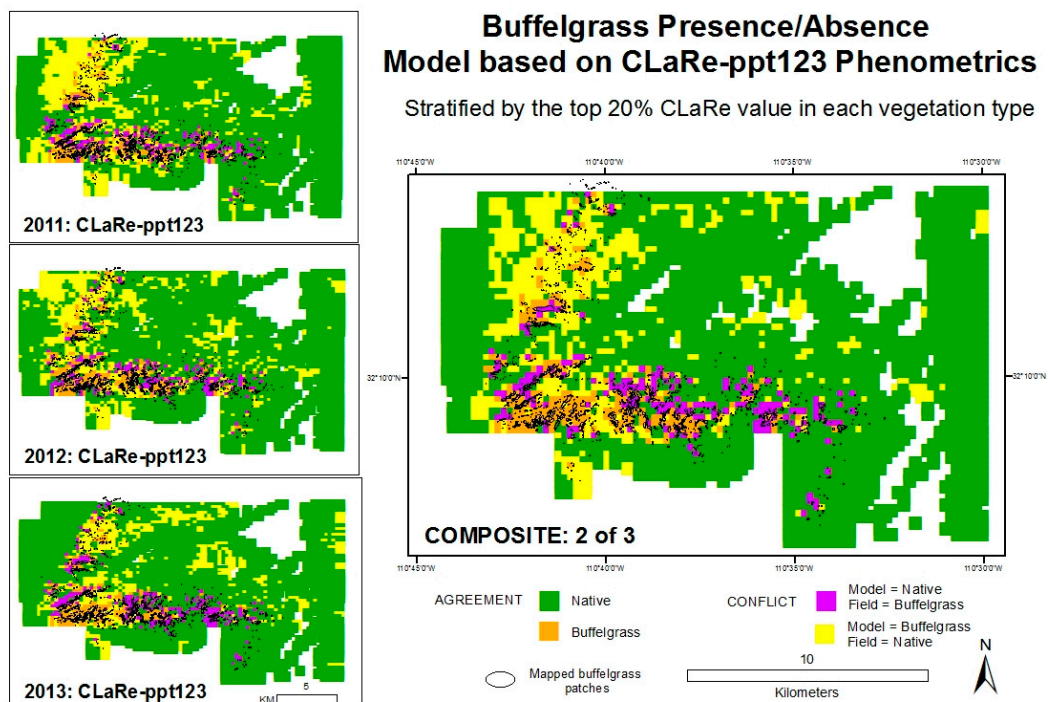 Buffelgrass Presence/Absence
Model based on CLaRe-ppt123 Phenometrics
Stratified by the top 20% CLaRe value in each vegetation type
2011: CLaRe-ppt123
2012: CLaRe-ppt123
2013: CLaRe-ppt123
5
KM
110°45'0"W
110°40'0"W
110°35'0"W
110°30'0"W
32°10'0"N
32°10'0"N
COMPOSITE: 2 of 3
110°45'0"W
110°40'0"W
110°35'0"W
110°30'0"W
AGREEMENT
Native
Buffelgrass
CONFLICT
Model = Native
Field = Buffelgrass
Model = Buffelgrass
Field = Native
Mapped buffelgrass
patches
10
Kilometers
N